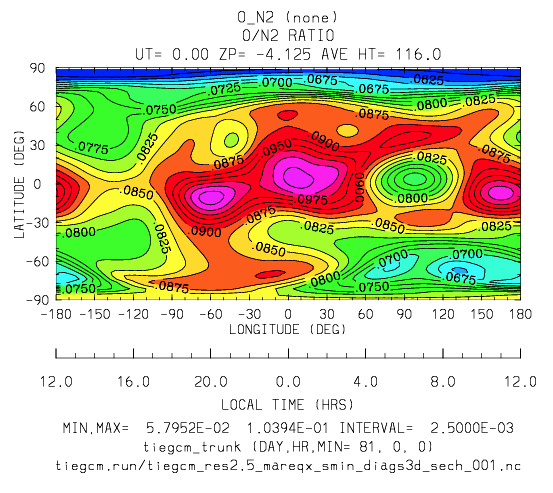 O_N2 (none)
O/N2 RATIO
UT= 0.00 ZP= -4.125 AVE HT= 116.0
90
60
30
0
-30
-60
-90
LATITUDE (DEG)
.0725 .0700 .0675 .0625
.0750 .0800 .0825
.0875
.0775 .0825 .0900
.0950 .0875
.0875 .0825
.0850 .0900
.0975 .0800
.0875
.0800 .0900 .0850
.0825 .0850
.0700 .0700
.0800 .0675
.0750 .0875 .0750
-180 -150 -120 -90 -60 -30 0 30 60 90 120 150 180
LONGITUDE (DEG)
12.0 16.0 20.0 0.0 4.0 8.0 12.0
LOCAL TIME (HRS)
MIN,MAX= 5.7952E-02 1.0394E-01 INTERVAL= 2.5000E-03
tiegcm_trunk (DAY,HR,MIN= 81, 0, 0)
tiegcm.run/tiegcm_res2.5_mareqx_smin_diags3d_sech_001.nc